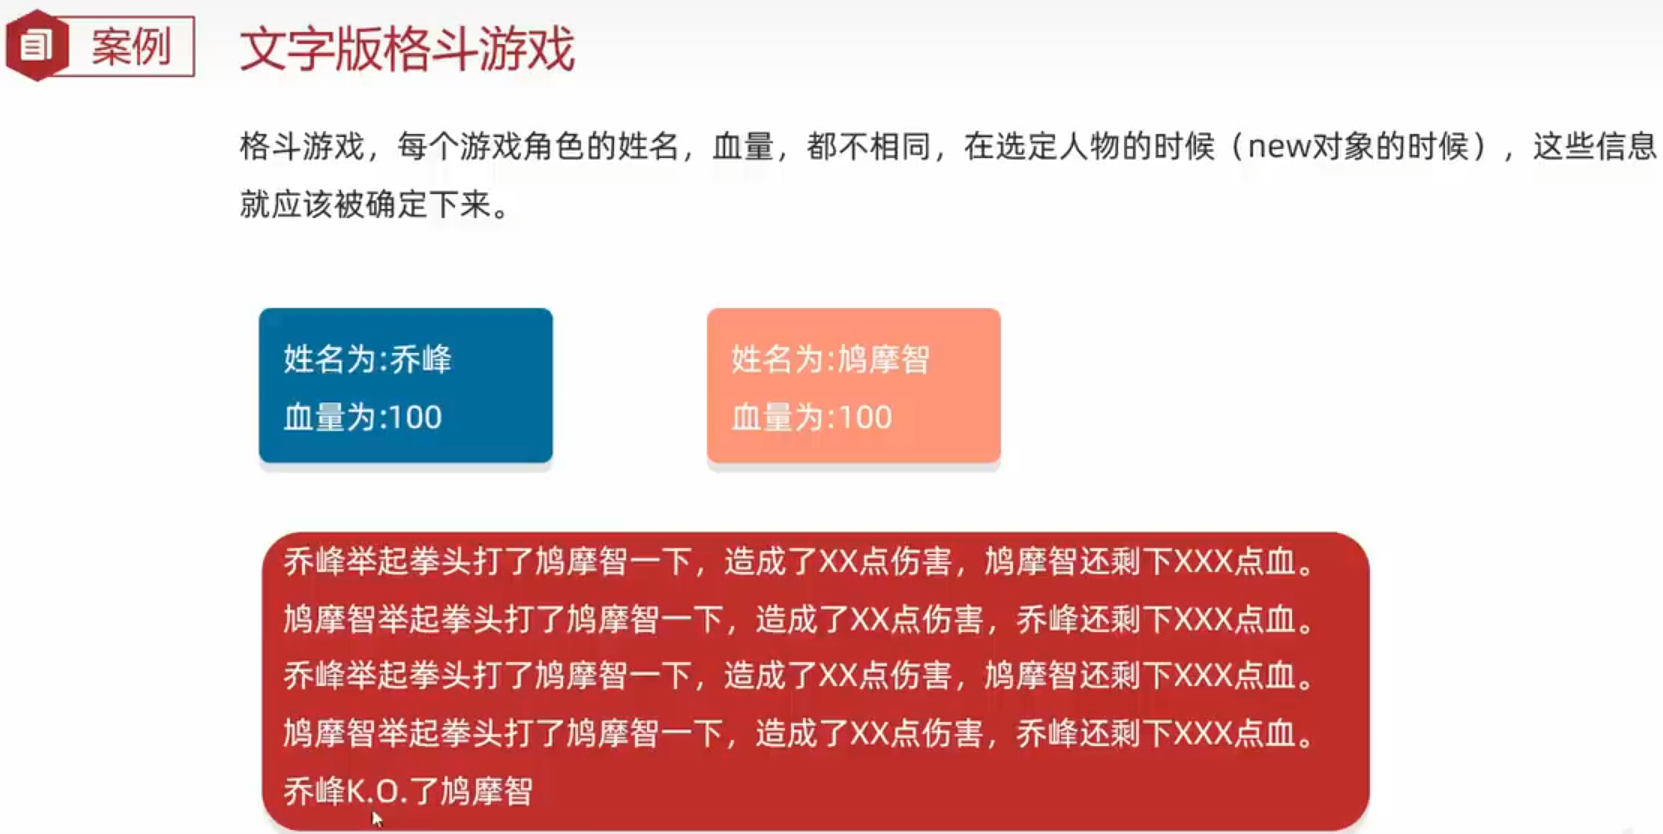 案例
文字版格斗游戏
格斗游戏，每个游戏角色的姓名，血量，都不相同，在选定人物的时候（new对象的时候），这些信息
就应该被确定下来。
姓名为:乔峰
血量为:100
姓名为:鸠摩智
血量为:100
乔峰举起拳头打了鸠摩智一下，造成了XX点伤害，鸠摩智还剩下XXX点血。
鸠摩智举起拳头打了鸠摩智一下，造成了XX点伤害，乔峰还剩下XXX点血。
乔峰举起拳头打了鸠摩智一下，造成了XX点伤害，鸠摩智还剩下XXX点血。
鸠摩智举起拳头打了鸠摩智一下，造成了XX点伤害，乔峰还剩下XXX点血。
乔峰K.O.了鸠摩智